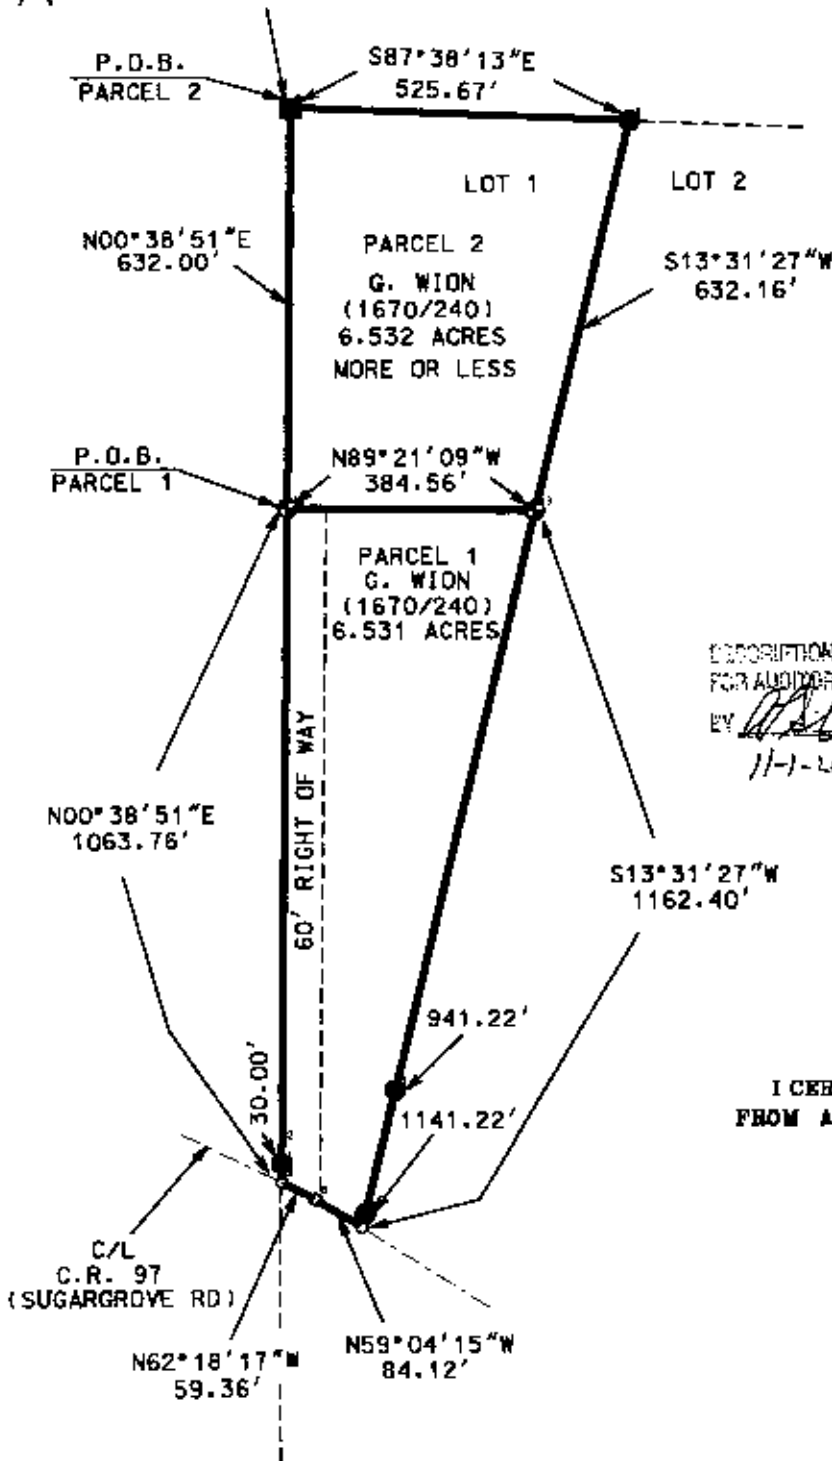 P.O.B.
PARCEL 2
S87°38'13"E
525.67'
LOT 1
LOT 2
N00°38'51"E
632.00'
PARCEL 2
G. WION
(1670/240)
6.532 ACRES
MORE OR LESS
S13°31'27"W
632.16'
P.O.B.
PARCEL 1
N89°21'09"W
384.56'
PARCEL 1
G. WION
(1670/240)
6.531 ACRES
DESCRIPTION
FOR AUDITOR
BY
60' RIGHT OF WAY
N00°38'51"E
1063.76'
S13°31'27"W
1162.40'
941.22'
30.00'
1141.22'
I CER
FROM A
C/L
C.R. 97
(SUGARGROVE RD)
N62°18'17"W
59.36'
N59°04'15"W
84.12'